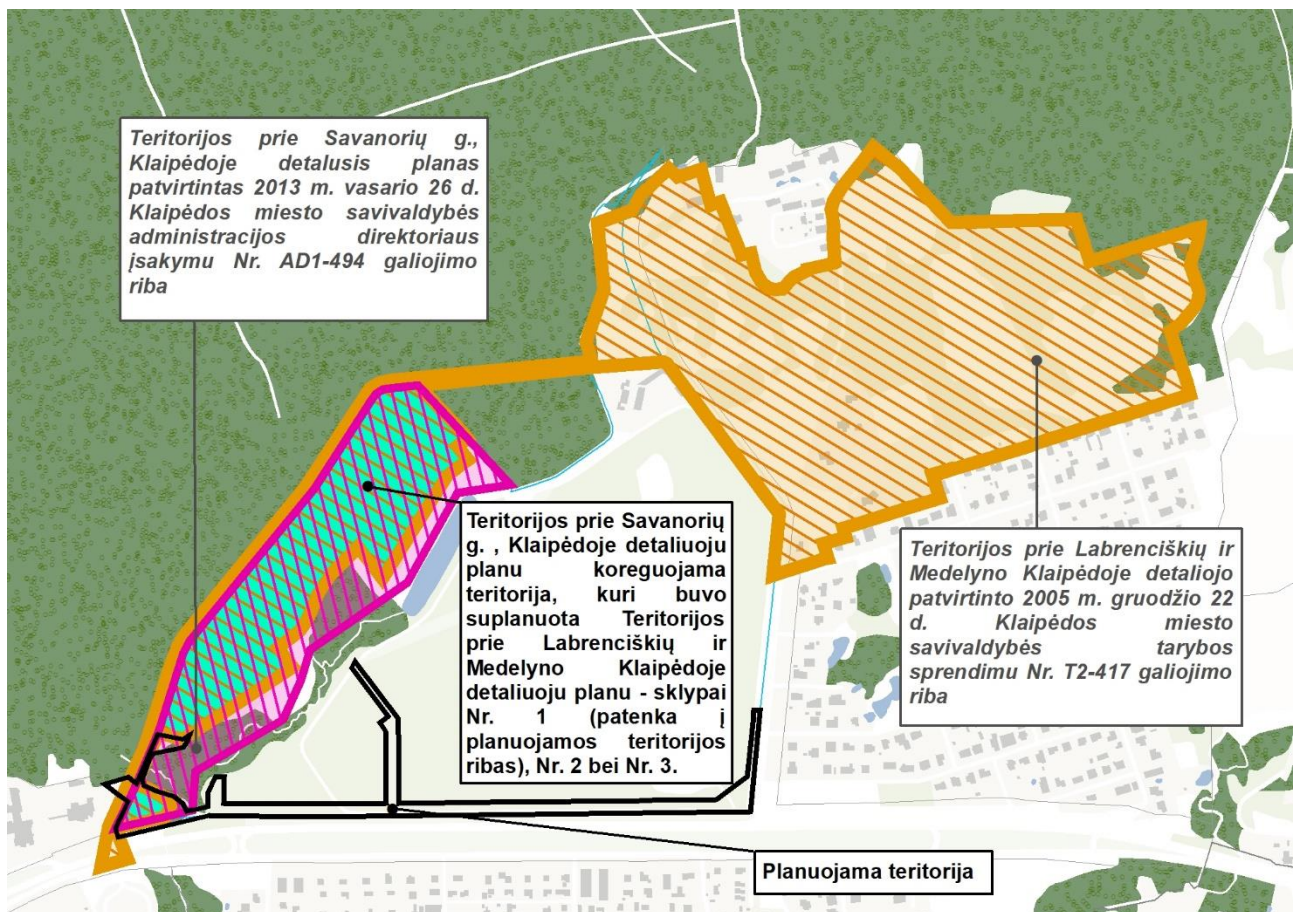 Teritorijos prie Savanorių g.,
Klaipėdoje detalusis planas
patvirtintas 2013 m. vasario 26 d.
Klaipėdos miesto savivaldybės
administracijos direktoriaus
įsakymu Nr. AD1-494 galiojimo
riba
Teritorijos prie Savanorių
g. , Klaipėdoje detaliuoju
planu koreguojama
teritorija, kuri buvo
suplanuota Teritorijos
prie Labrenciškių ir
Medelyno Klaipėdoje
detaliuoju planu - sklypai
Nr. 1 (patenka į
planuojamos teritorijos
ribas), Nr. 2 bei Nr. 3.
Teritorijos prie Labrenciškių ir
Medelyno Klaipėdoje detaliojo
patvirtinto 2005 m. gruodžio 22
d. Klaipėdos miesto
savivaldybės tarybos
sprendimu Nr. T2-417 galiojimo
riba
Planuojama teritorija